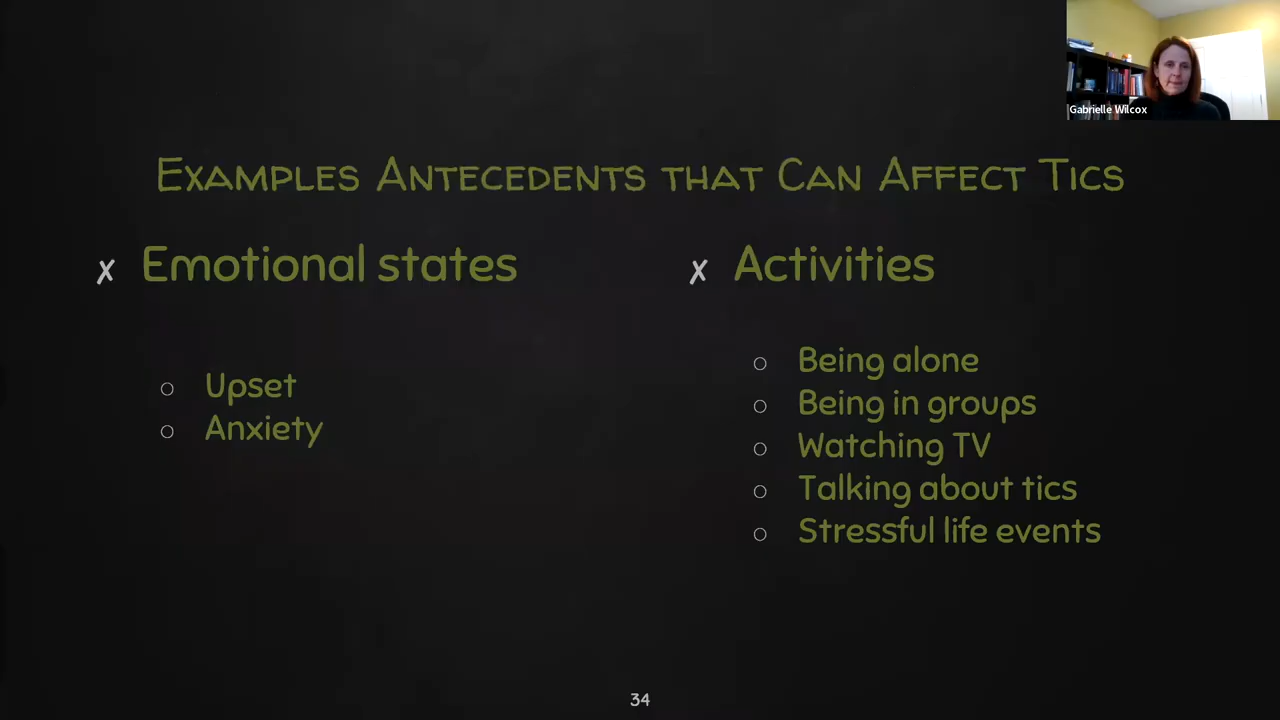 Gabrielle Wilcox
Examples Antecedents that Can Affect Tics
✗ Emotional states
○ Upset
○ Anxiety
✗ Activities
○ Being alone
○ Being in groups
○ Watching TV
○ Talking about tics
○ Stressful life events
34